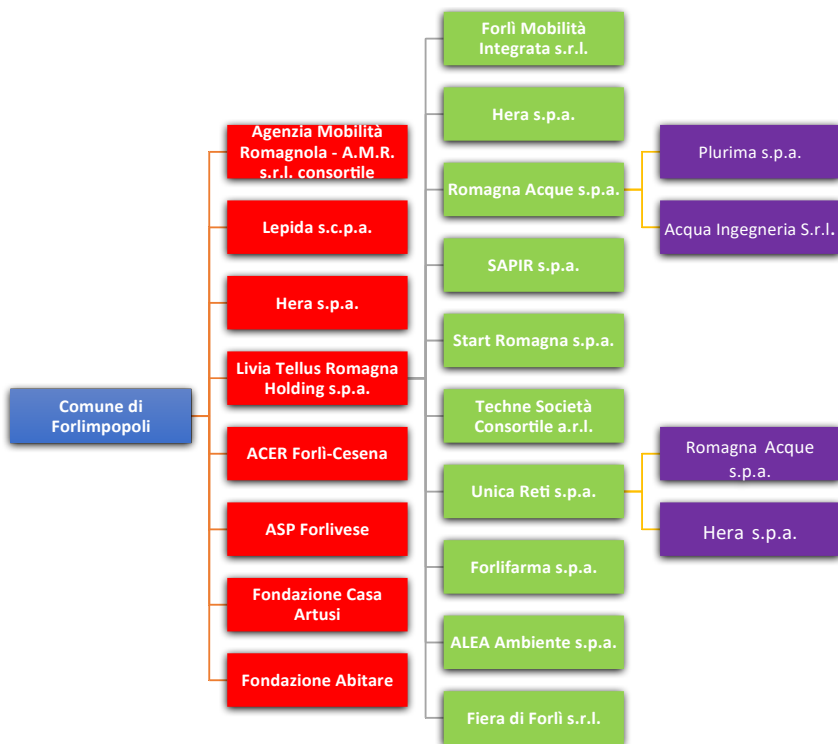 Comune di
Forlimpopoli
Agenzia Mobilità
Romagnola - A.M.R.
s.r.l. consortile
Lepida s.c.p.a.
Hera s.p.a.
Livia Tellus Romagna
Holding s.p.a.
ACER Forlì-Cesena
ASP Forlivese
Fondazione Casa
Artusi
Fondazione Abitare
Forlì Mobilità
Integrata s.r.l.
Hera s.p.a.
Romagna Acque s.p.a.
SAPIR s.p.a.
Start Romagna s.p.a.
Techne Società
Consortile a.r.l.
Unica Reti s.p.a.
Forlifarma s.p.a.
ALEA Ambiente s.p.a.
Fiera di Forlì s.r.l.
Plurima s.p.a.
Acqua Ingegneria S.r.l.
Romagna Acque
s.p.a.
Hera s.p.a.